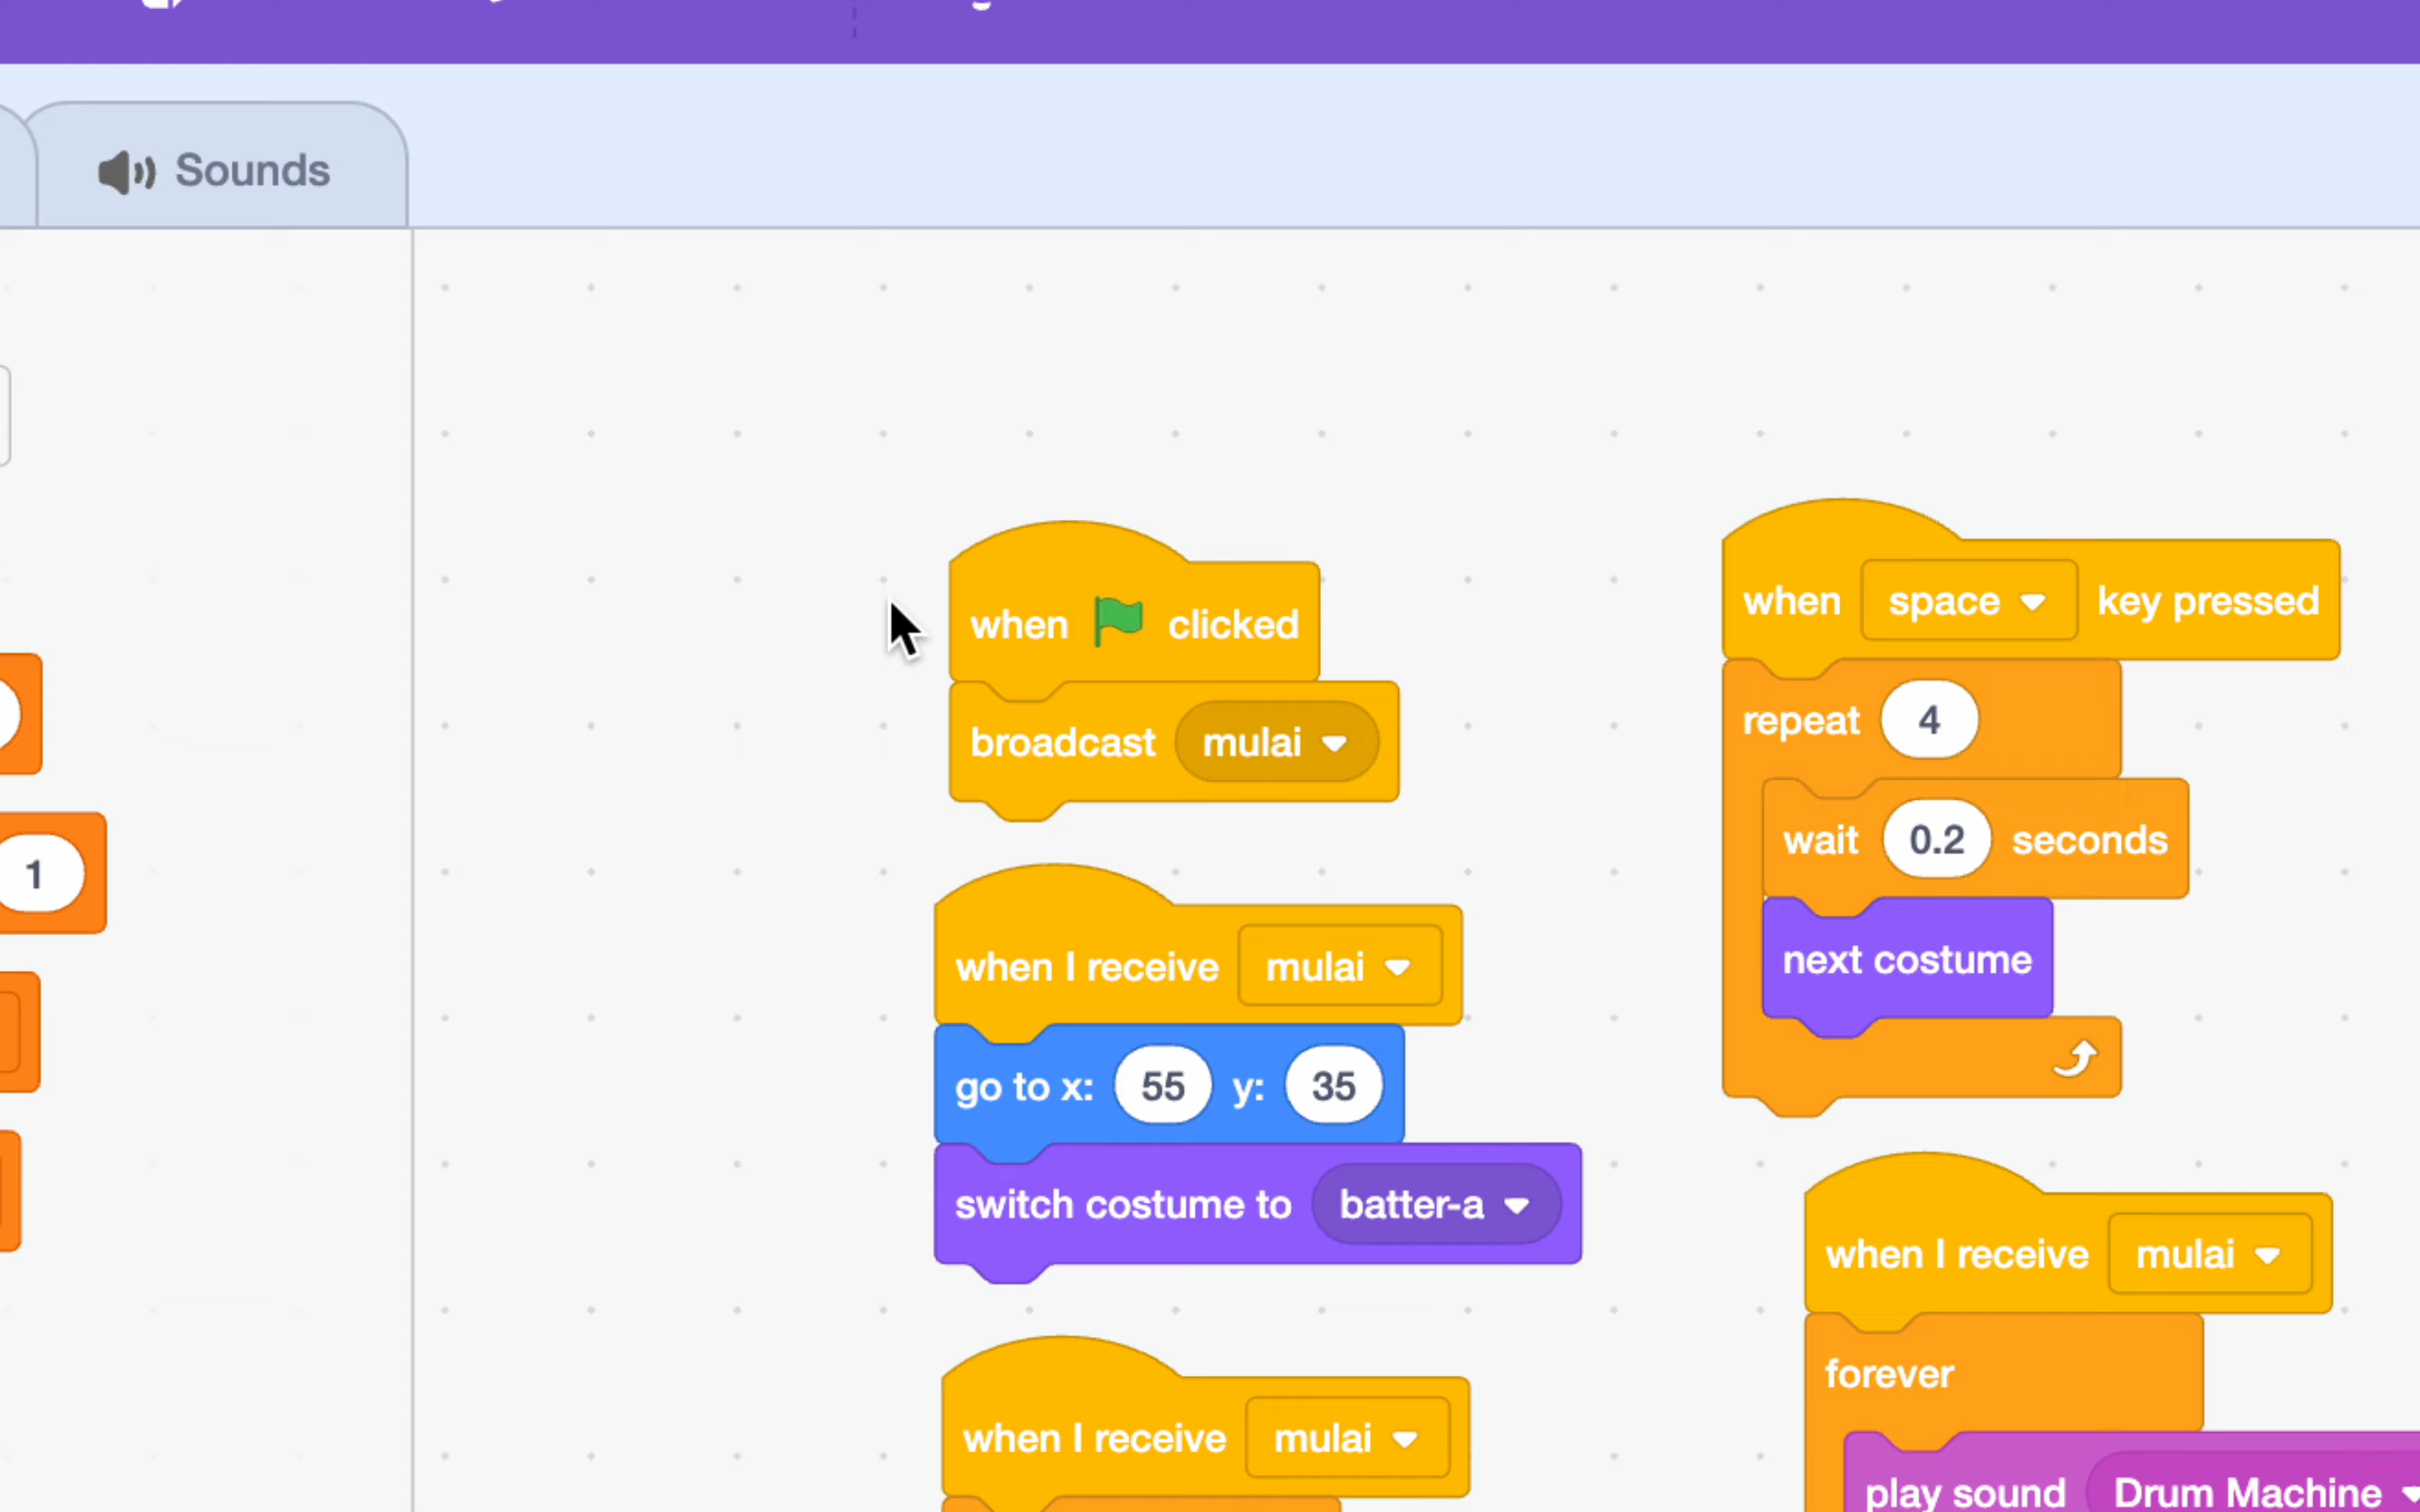 Sounds
1
when clicked
broadcast mulai
when I receive mulai
go to x: 55 y: 35
switch costume to batter-a
when I receive mulai
when space key pressed
repeat 4
wait 0.2 seconds
next costume
when I receive mulai
forever
play sound Drum Machine